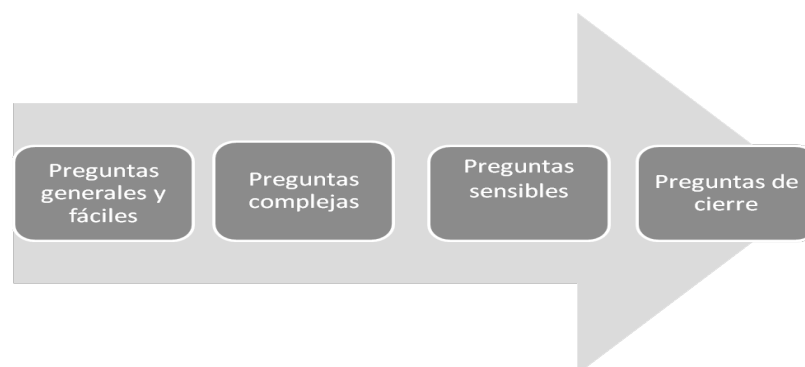 Preguntas
generales y
fáciles
Preguntas
complejas
Preguntas
sensibles
Preguntas de
cierre